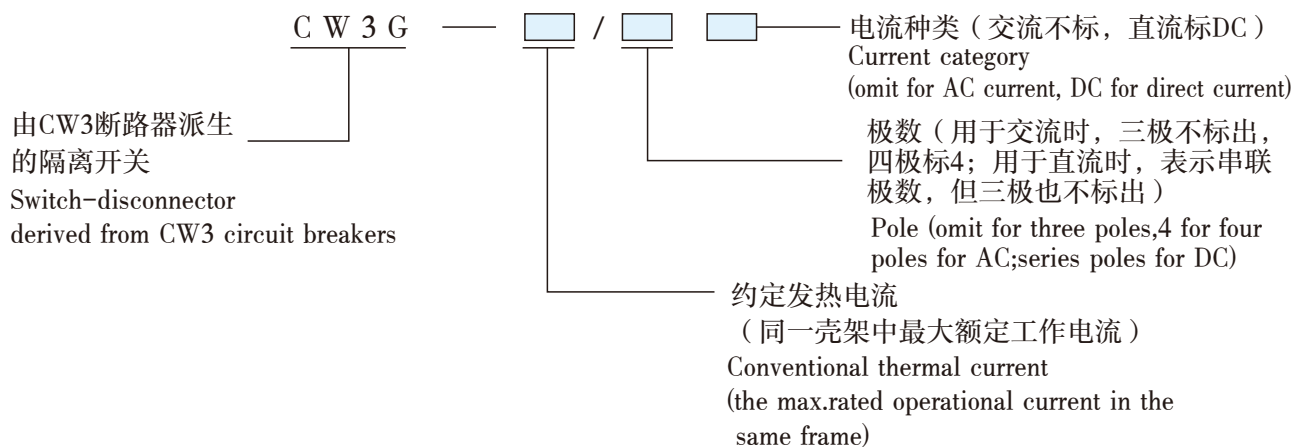 CW3G — / 电流种类（交流不标，直流标DC）
Current category
(omit for AC current, DC for direct current)
由CW3断路器派生
的隔离开关
Switch-disconnector
derived from CW3 circuit breakers
极数（用于交流时，三极不标出，
四极标4；用于直流时，表示串联
极数，但三极也不标出）
Pole (omit for three poles,4 for four
poles for AC;series poles for DC)
约定发热电流
（同一壳架中最大额定工作电流）
Conventional thermal current
(the max.rated operational current in the
same frame)